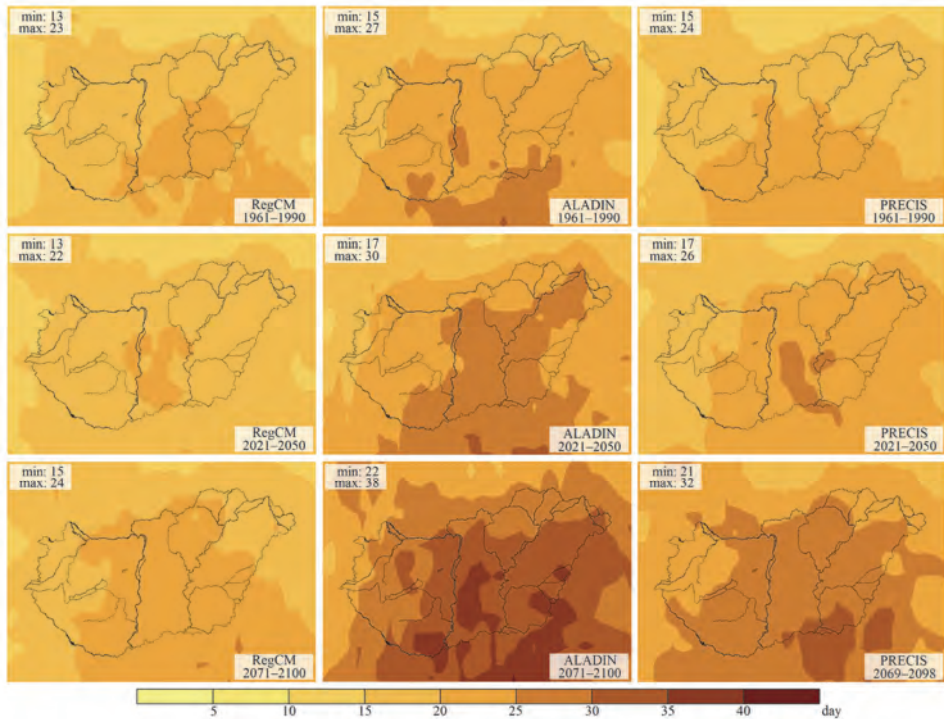 min: 13
max: 23
min: 15
max: 27
min: 15
max: 24
RegCM
1961–1990
ALADIN
1961–1990
PRECIS
1961–1990
min: 13
max: 22
min: 17
max: 30
min: 17
max: 26
RegCM
2021–2050
ALADIN
2021–2050
PRECIS
2021–2050
min: 15
max: 24
min: 22
max: 38
min: 21
max: 32
RegCM
2071–2100
ALADIN
2071–2100
PRECIS
2069–2098
5 10 15 20 25 30 35 40 day